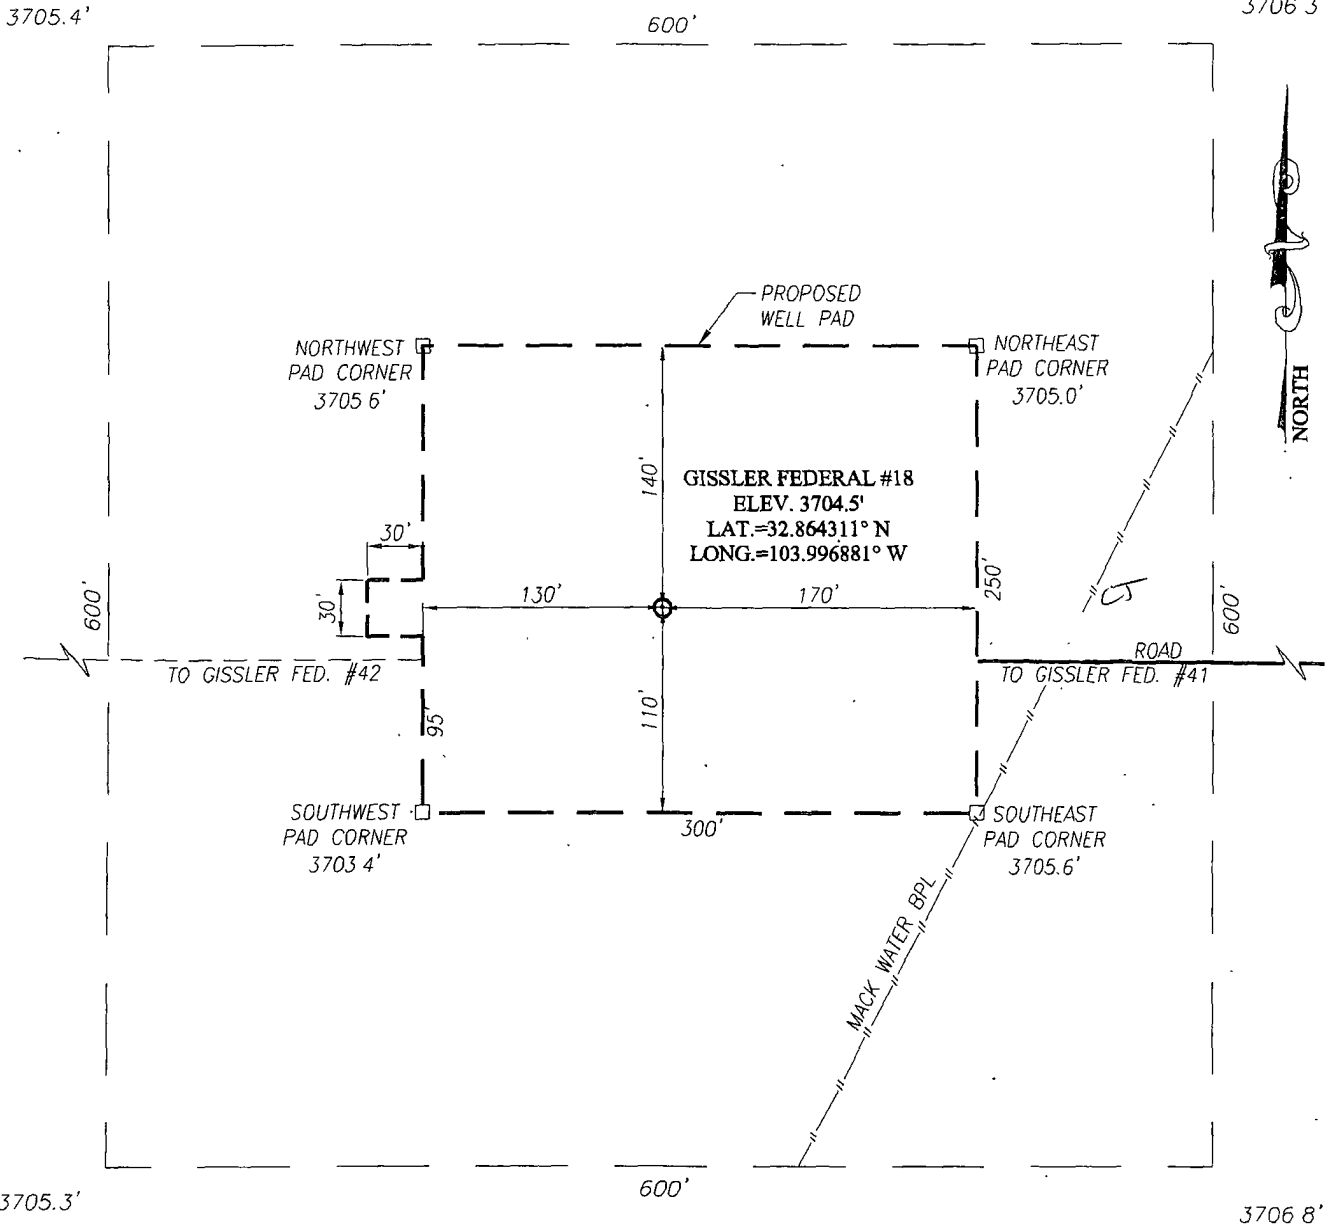 3705.4'
600'
3706 3
PROPOSED
WELL PAD
NORTHWEST
PAD CORNER
3705 6'
NORTHEAST
PAD CORNER
3705.0'
NORTH
140'
GISSLER FEDERAL #18
ELEV. 3704.5'
LAT.=32.864311° N
LONG.=103.996881° W
30'
30'
130'
170'
250'
600'
600'
ROAD
TO GISSLER FED. #42
TO GISSLER FED. #41
95'
110'
SOUTHWEST
PAD CORNER
3703 4'
300'
SOUTHEAST
PAD CORNER
3705.6'
MACK WATER BPL
600'
3705.3'
3706 8'